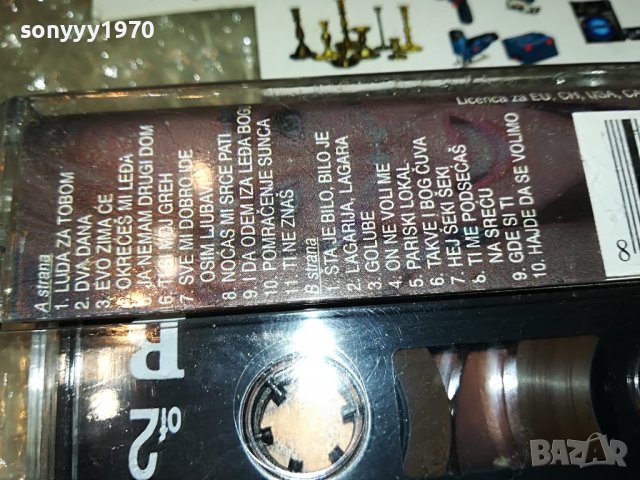 sonyyy1970
Licenca za EU, CH, USA, CA
A strana
1. LUDA ZA TOBOM
2. DVA DANA
3. EVO ZIMA ĆE
4. OKREĆEŠ MI LEĐA
5. JA NEMAM DRUGI DOM
6. TI SI MOJ GREH
7. SVE MI DOBRO IDE
OSIM LJUBAVI
8 NOĆAS MI SRCE PATI
9. I DA ODEM IZA LEĐA BOGU
10. POMRAČENJE SUNCA
11. TI NE ZNAŠ
B strana
1. ŠTA JE BILO, BILO JE
2. LAGARIJA, LAGARA
3. GOLUBE
4. ON NE VOLI ME
5. PARISKI LOKAL
6. TAKVE I BOG ČUVA
7. HEJ ŠEKI ŠEKI
8. TI ME PODSEĆAŠ
NA SREĆU
9. GDE SI TI
10. HAJDE DA SE VOLIMO
8
R
of 2
BAZAR
bg